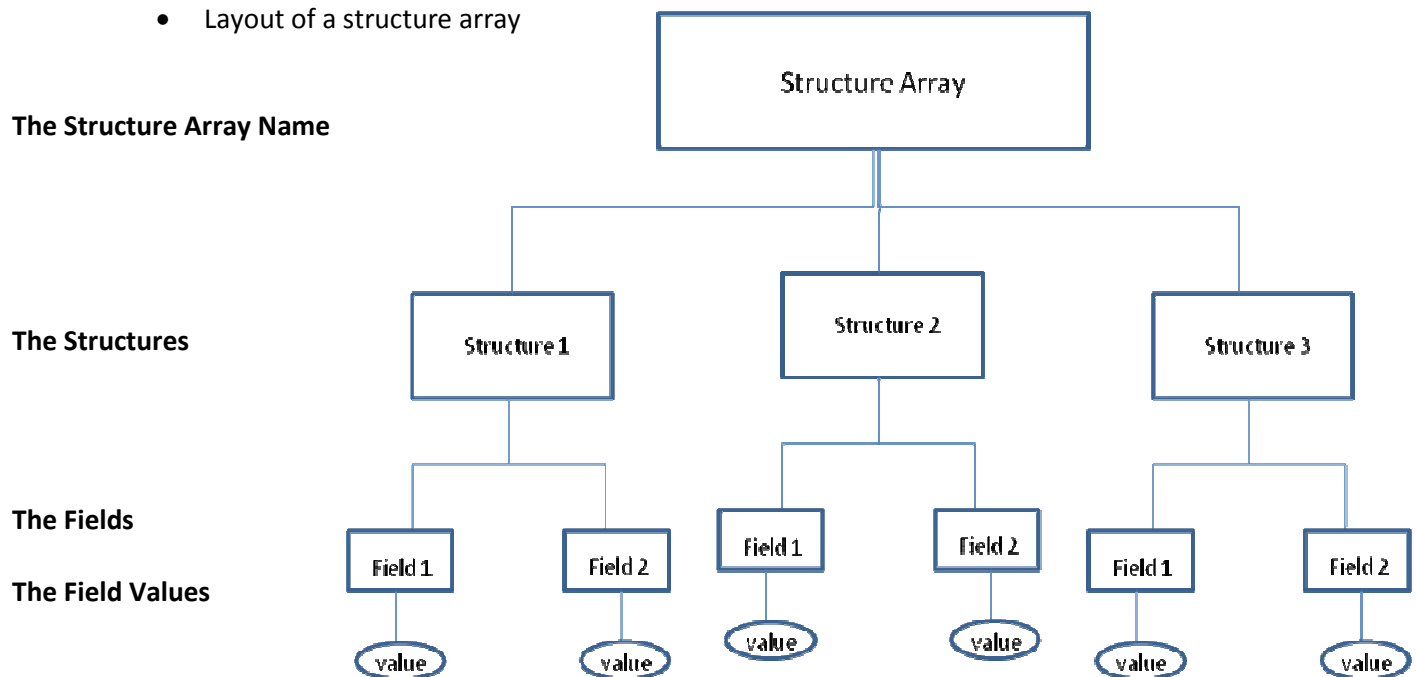 • Layout of a structure array
Structure Array
The Structure Array Name
The Structures
Structure 1
Structure 2
Structure 3
The Fields
Field 1
Field 2
Field 1
Field 2
Field 1
Field 2
The Field Values
value
value
value
value
value
value